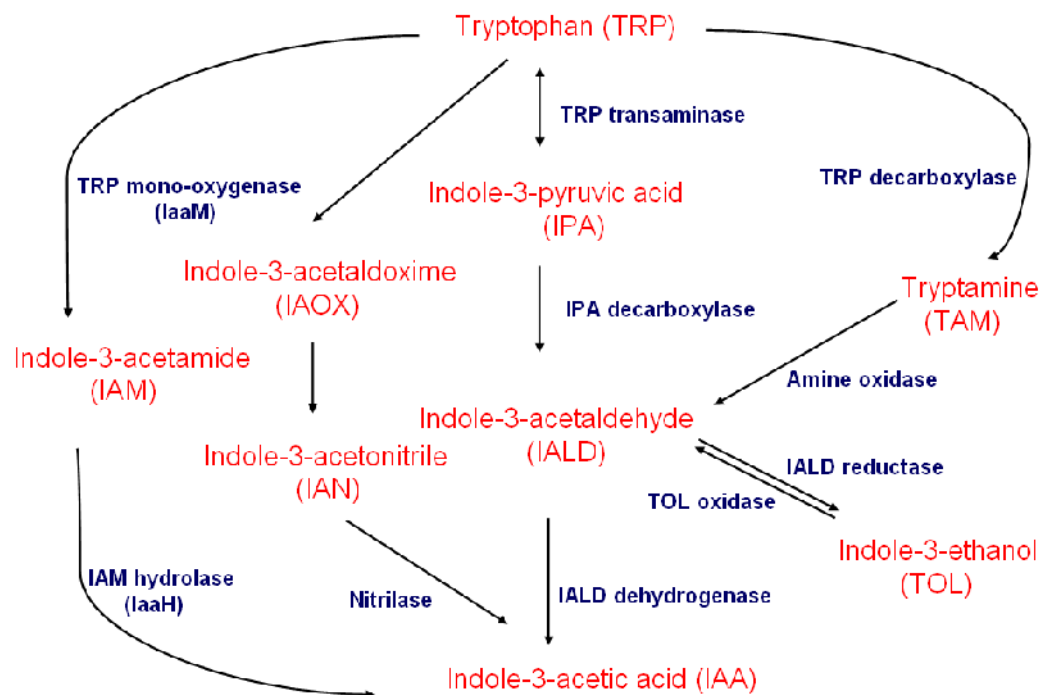 Tryptophan (TRP)
TRP transaminase
TRP mono-oxygenase
(IaaM)
Indole-3-pyruvic acid
(IPA)
TRP decarboxylase
Indole-3-acetaldoxime
(IAOX)
Tryptamine
(TAM)
IPA decarboxylase
Indole-3-acetamide
(IAM)
Amine oxidase
Indole-3-acetaldehyde
(IALD)
Indole-3-acetonitrile
(IAN)
IALD reductase
TOL oxidase
Indole-3-ethanol
(TOL)
IAM hydrolase
(IaaH)
Nitrilase
IALD dehydrogenase
Indole-3-acetic acid (IAA)